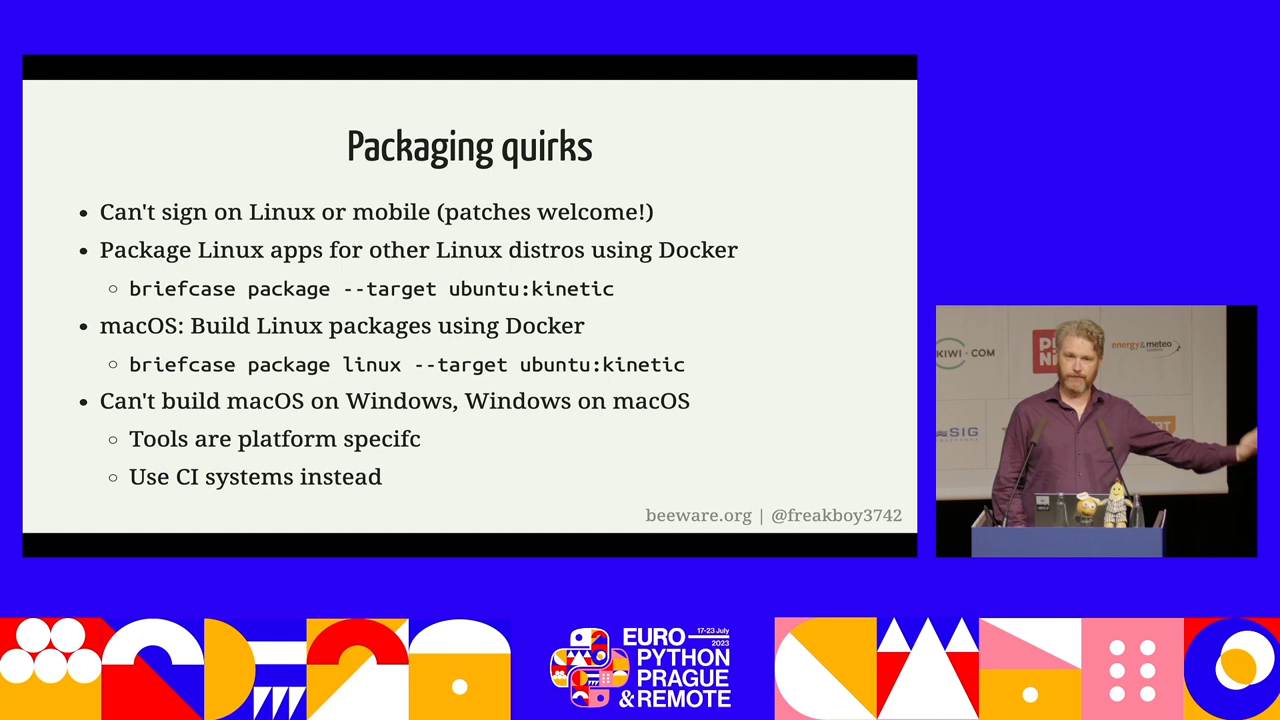 Packaging quirks
• Can't sign on Linux or mobile (patches welcome!)
• Package Linux apps for other Linux distros using Docker
◦ briefcase package --target ubuntu:kinetic
• macOS: Build Linux packages using Docker
◦ briefcase package linux --target ubuntu:kinetic
• Can't build macOS on Windows, Windows on macOS
◦ Tools are platform specifc
◦ Use CI systems instead
beeware.org | @freakboy3742
KIWI·COM
energy&meteo
SIG
EURO 17-23 July
2023
PYTHON
PRAGUE
&REMOTE